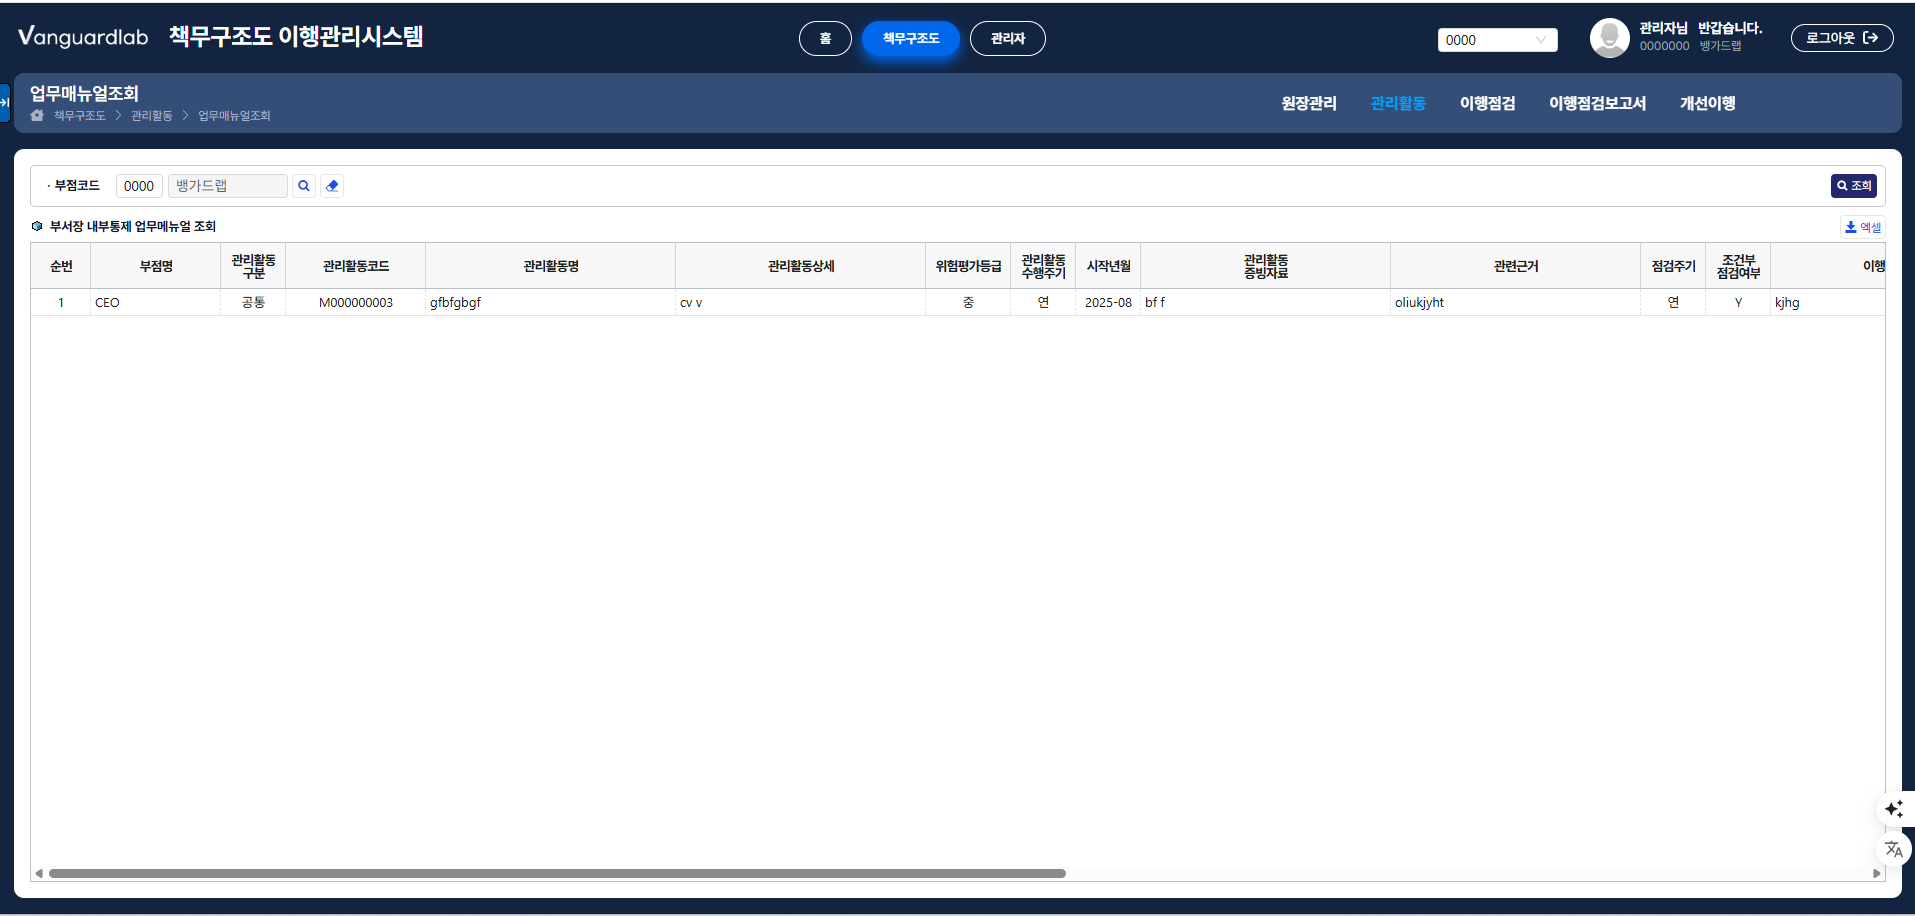 Vanguardlab 책무구조도 이행관리시스템
홈 책무구조도 관리자
0000
관리자님 반갑습니다.
0000000 뱅가드랩
로그아웃
업무매뉴얼조회
책무구조도 > 관리활동 > 업무매뉴얼조회
원장관리 관리활동 이행점검 이행점검보고서 개선이행
· 부점코드 0000 뱅가드랩
조회
부서장 내부통제 업무메뉴얼 조회
엑셀
순번 부점명 관리활동 구분 관리활동코드 관리활동명 관리활동상세 위험평가등급 관리활동 수행주기 시작년월 관리활동 증빙자료 관련근거 점검주기 조건부 점검여부 이행
1 CEO 공통 M000000003 gfbfgbgf cv v 중 연 2025-08 bf f oliukjyht 연 Y kjhg